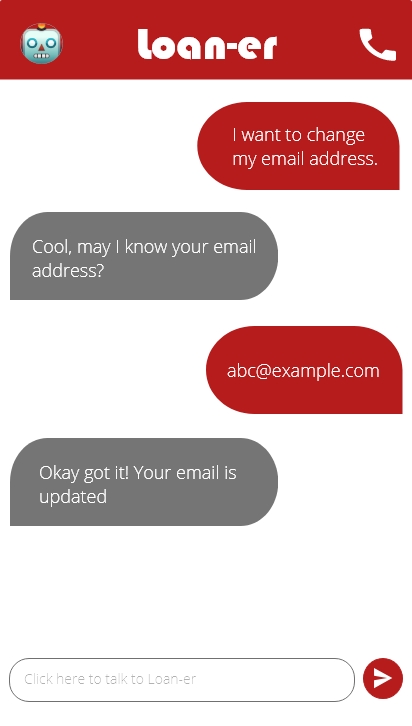 Loan-er
I want to change
my email address.
Cool, may I know your email
address?
abc@example.com
Okay got it! Your email is
updated
Click here to talk to Loan-er